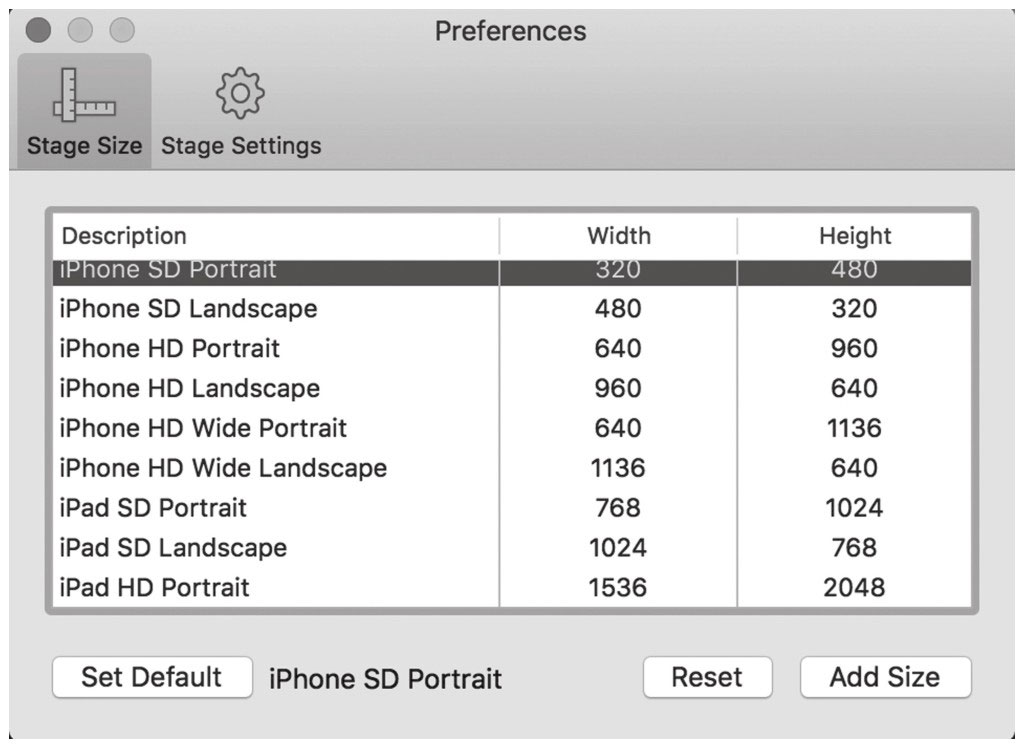 Preferences
Stage Size Stage Settings
Description Width Height
iPhone SD Portrait 320 480
iPhone SD Landscape 480 320
iPhone HD Portrait 640 960
iPhone HD Landscape 960 640
iPhone HD Wide Portrait 640 1136
iPhone HD Wide Landscape 1136 640
iPad SD Portrait 768 1024
iPad SD Landscape 1024 768
iPad HD Portrait 1536 2048
Set Default iPhone SD Portrait Reset Add Size